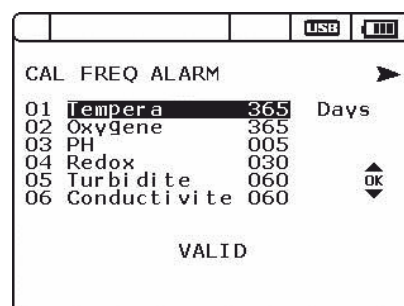 USB
CAL FREQ ALARM
01 Tempera 365 Days
02 Oxygene 365
03 PH 005
04 Redox 030
05 Turbidite 060
06 Conductivite 060
OK
VALID